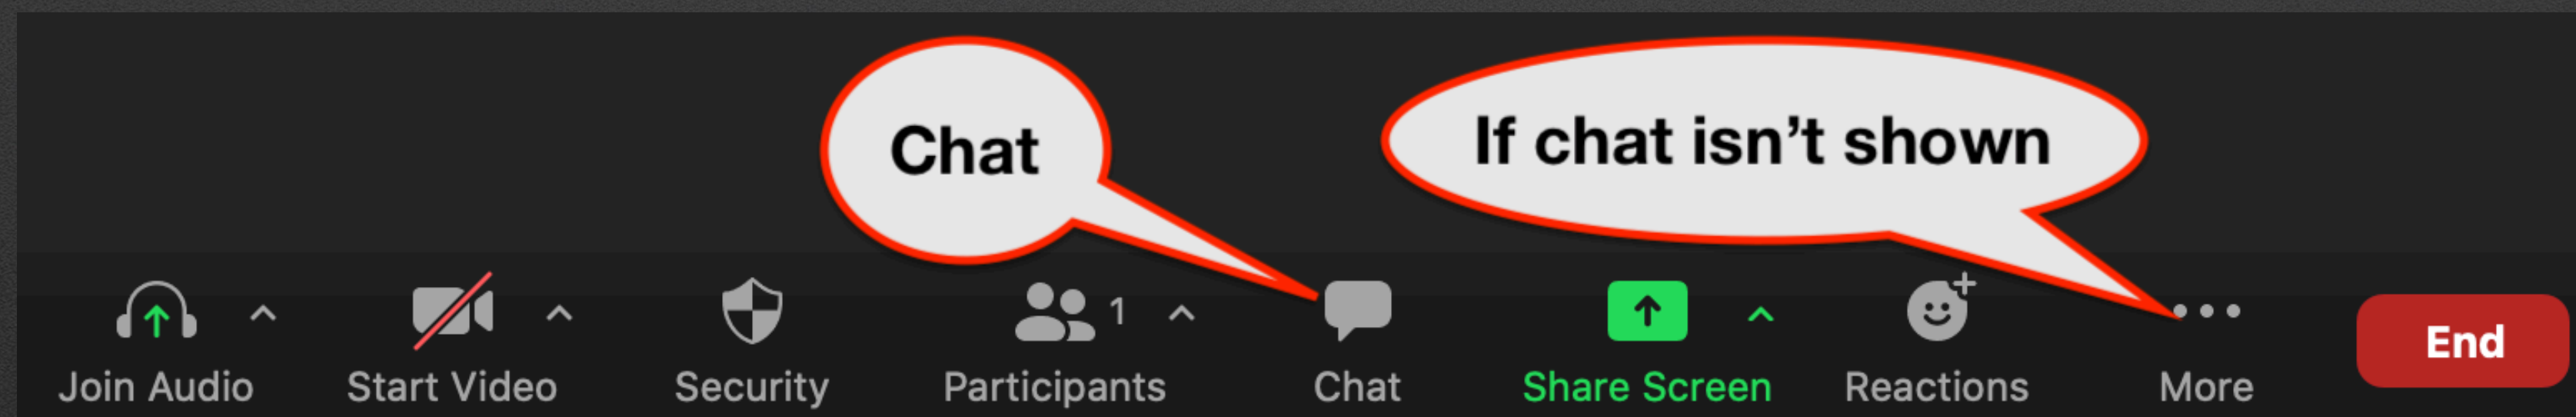 Chat
If chat isn't shown
1
Join Audio
Start Video
Security
Participants
Chat
Share Screen
Reactions
More
End